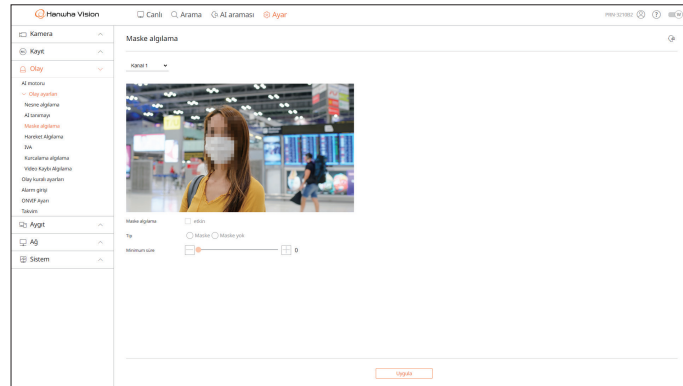 Hanwha Vision
Canlı Arama AI araması Ayar
Kamera
Kayıt
Olay
AI motoru
Olay ayarları
Nesne algılama
AI taramayı
Maske algılama
Hareket Algılama
IVA
Kurcalama algılama
Video Kaybı Algılama
Olay kuralı ayarları
Alarm girişi
ONVIF Ayarı
Takvim
Aygıt
Ağ
Sistem
Maske algılama
Kanal 1
Maske algılama etkin
Tip Maske Maske yok
Minimum süre 0
Uygula